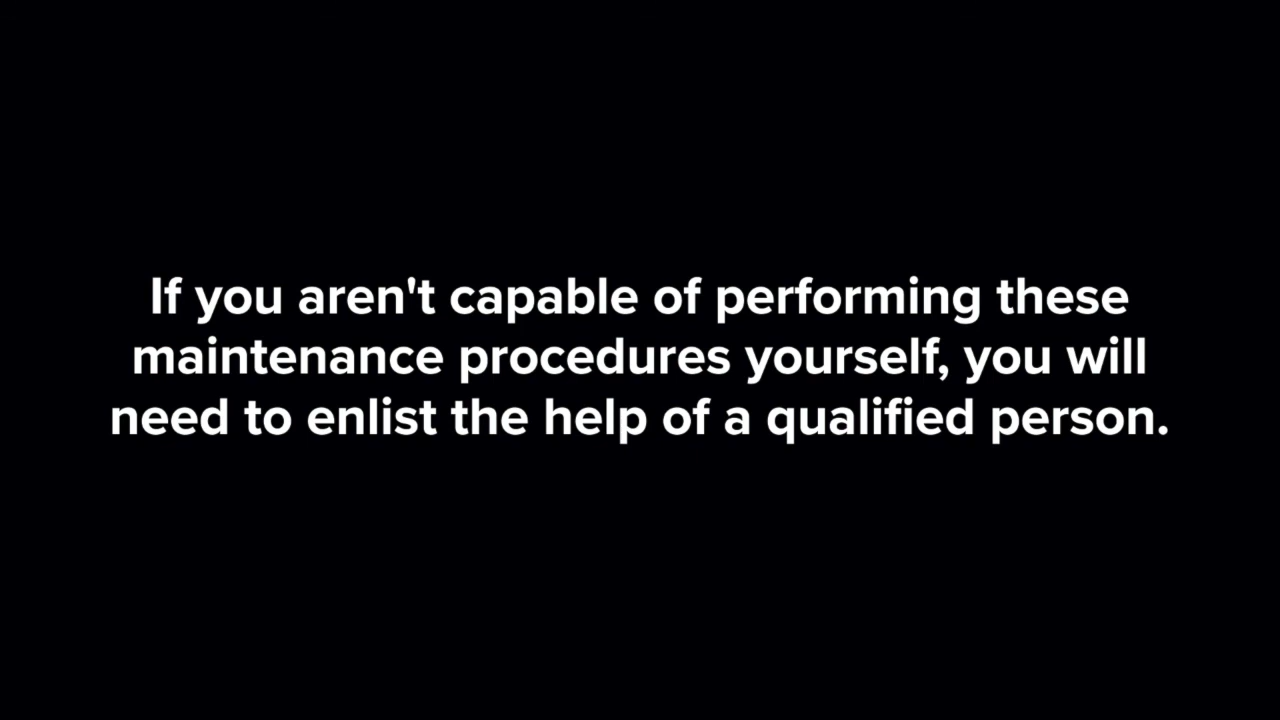 If you aren't capable of performing these
maintenance procedures yourself, you will
need to enlist the help of a qualified person.